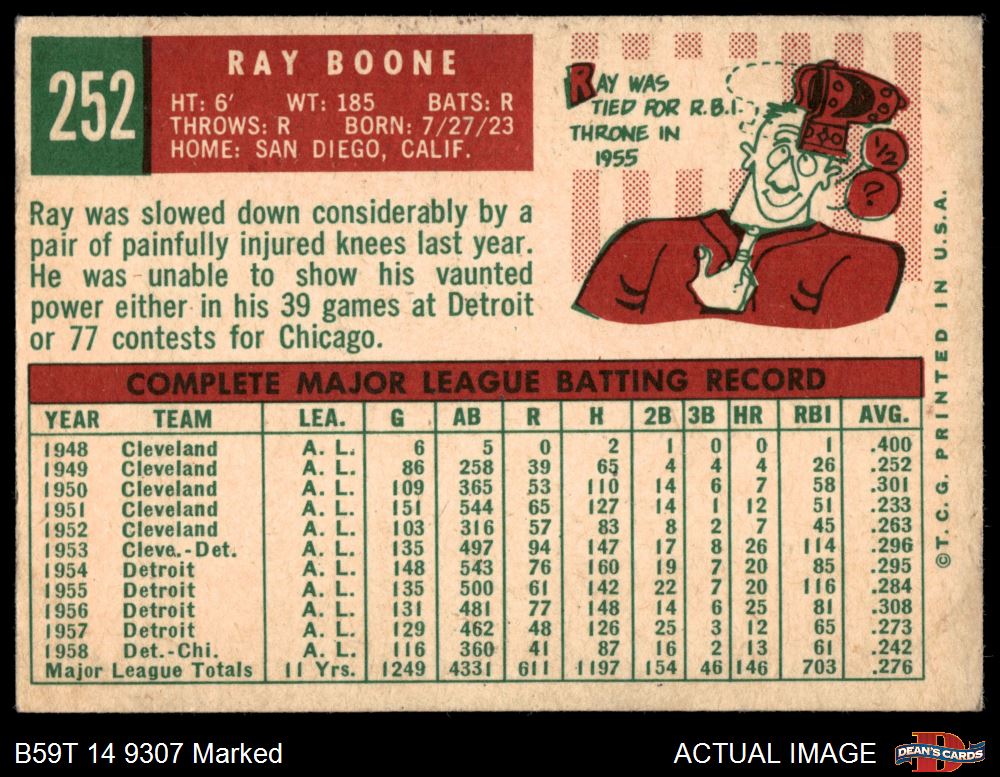 252
RAY BOONE
HT: 6' WT: 185 BATS: R
THROWS: R BORN: 7/27/23
HOME: SAN DIEGO, CALIF.
RAY WAS
TIED FOR R.B.I.
THRONE IN
1955
1/2
?
Ray was slowed down considerably by a
pair of painfully injured knees last year.
He was unable to show his vaunted
power either in his 39 games at Detroit
or 77 contests for Chicago.
COMPLETE MAJOR LEAGUE BATTING RECORD
YEAR TEAM LEA. G AB R H 2B 3B HR RBI AVG.
1948 Cleveland A. L. 6 5 0 2 1 0 0 1 .400
1949 Cleveland A. L. 86 258 39 65 4 4 4 26 .252
1950 Cleveland A. L. 109 365 53 110 14 6 7 58 .301
1951 Cleveland A. L. 151 544 65 127 14 1 12 51 .233
1952 Cleveland A. L. 103 316 57 83 8 2 7 45 .263
1953 Cleve.-Det. A. L. 135 497 94 147 17 8 26 114 .296
1954 Detroit A. L. 148 543 76 160 19 7 20 85 .295
1955 Detroit A. L. 135 500 61 142 22 7 20 116 .284
1956 Detroit A. L. 131 481 77 148 14 6 25 81 .308
1957 Detroit A. L. 129 462 48 126 25 3 12 65 .273
1958 Det.-Chi. A. L. 116 360 41 87 16 2 13 61 .242
Major League Totals 11 Yrs. 1249 4331 611 1197 154 46 146 703 .276
©T. C. G. PRINTED IN U.S.A.
B59T 14 9307 Marked
ACTUAL IMAGE
DEAN'S CARDS